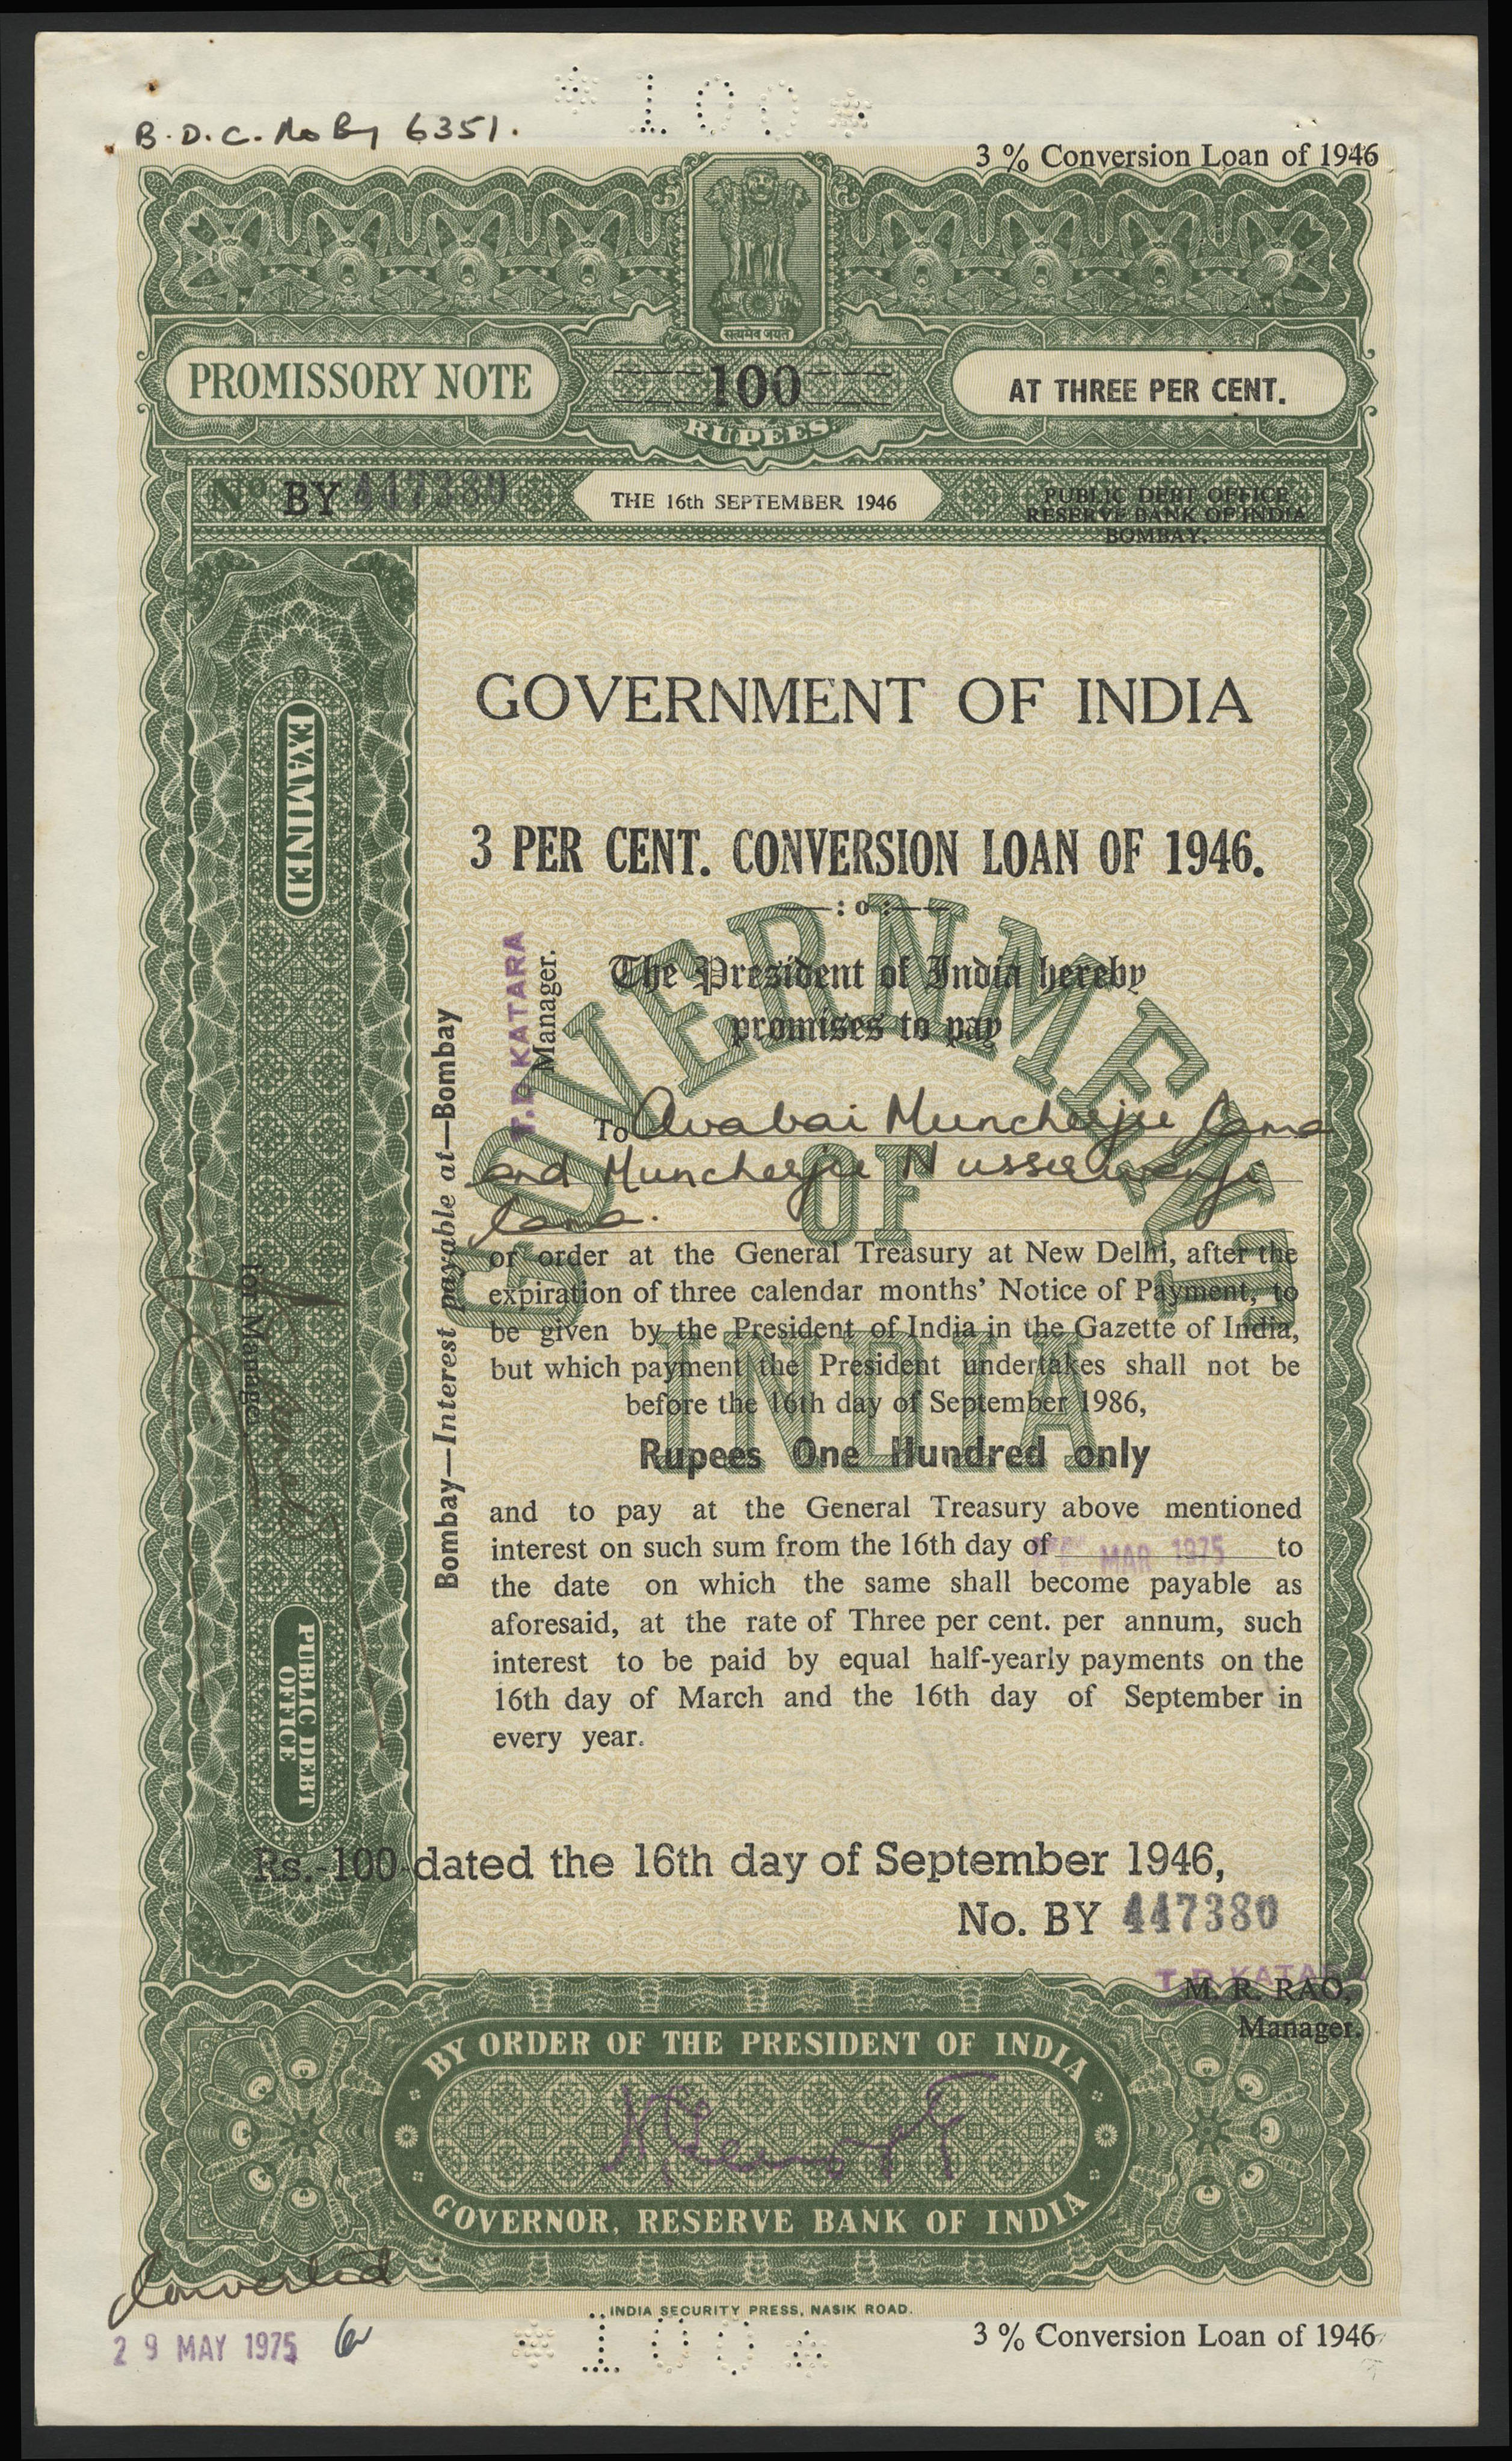 *100*
B.D.C. No By 6351.
3 % Conversion Loan of 1946
सत्यमेव जयते
PROMISSORY NOTE
100
RUPEES
AT THREE PER CENT.
No BY 447380
THE 16th SEPTEMBER 1946
PUBLIC DEBT OFFICE
RESERVE BANK OF INDIA
BOMBAY.
EXAMINED
for Manager.
PUBLIC DEBT
OFFICE
Bombay—Interest payable at—Bombay
T. D. KATARA
Manager.
GOVERNMENT OF INDIA
3 PER CENT. CONVERSION LOAN OF 1946.
—: o :—
GOVERNMENT
OF
INDIA
The President of India hereby
promises to pay
To Avabai Muncherjee Cama
and Muncherjee Nusserwanji
Cama.
or order at the General Treasury at New Delhi, after the
expiration of three calendar months' Notice of Payment, to
be given by the President of India in the Gazette of India,
but which payment the President undertakes shall not be
before the 16th day of September 1986,
Rupees One Hundred only
and to pay at the General Treasury above mentioned
interest on such sum from the 16th day of MAR 1975 to
the date on which the same shall become payable as
aforesaid, at the rate of Three per cent. per annum, such
interest to be paid by equal half-yearly payments on the
16th day of March and the 16th day of September in
every year.
Rs. 100 dated the 16th day of September 1946,
No. BY 447380
T. D. KATARA
M. R. RAO,
Manager.
BY ORDER OF THE PRESIDENT OF INDIA
GOVERNOR, RESERVE BANK OF INDIA
Converted
29 MAY 1975
INDIA SECURITY PRESS, NASIK ROAD.
*100*
3 % Conversion Loan of 1946